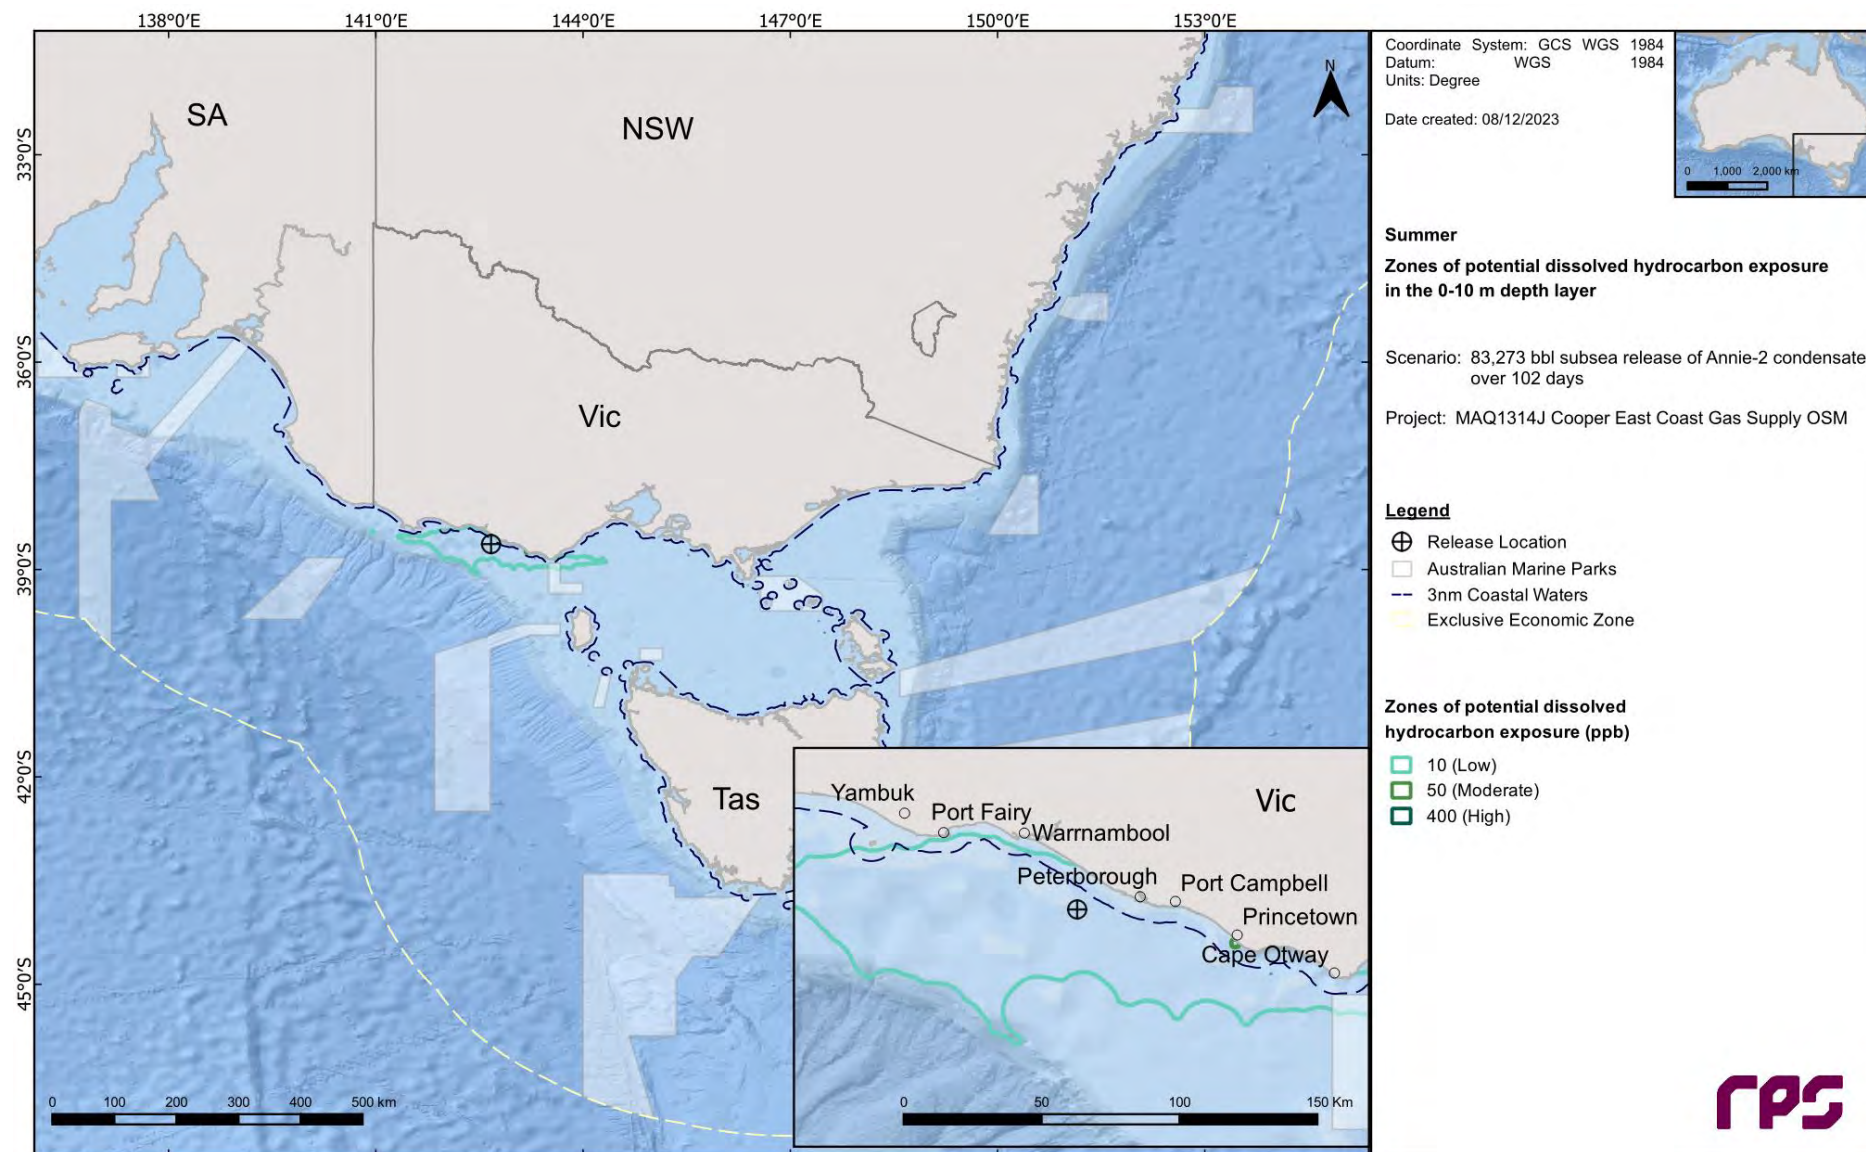 138°0′E 141°0′E 144°0′E 147°0′E 150°0′E 153°0′E
33°0′S
36°0′S
39°0′S
42°0′S
45°0′S
SA
NSW
Vic
Tas
N
0 100 200 300 400 500 km
Yambuk
Port Fairy
Warrnambool
Vic
Peterborough
Port Campbell
Princetown
Cape Otway
0 50 100 150 Km
Coordinate System: GCS WGS 1984
Datum: WGS 1984
Units: Degree
Date created: 08/12/2023
0 1,000 2,000 km
Summer
Zones of potential dissolved hydrocarbon exposure
in the 0-10 m depth layer
Scenario: 83,273 bbl subsea release of Annie-2 condensate
over 102 days
Project: MAQ1314J Cooper East Coast Gas Supply OSM
Legend
Release Location
Australian Marine Parks
3nm Coastal Waters
Exclusive Economic Zone
Zones of potential dissolved
hydrocarbon exposure (ppb)
10 (Low)
50 (Moderate)
400 (High)
rps